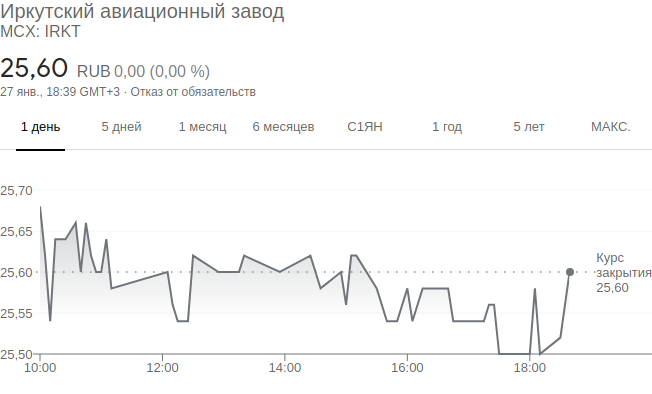 Иркутский авиационный завод
MCX: IRKT
25,60 RUB 0,00 (0,00 %)
27 янв., 18:39 GMT+3 · Отказ от обязательств
1 день 5 дней 1 месяц 6 месяцев С1ЯН 1 год 5 лет МАКС.
25,70
25,65
25,60
25,55
25,50
Курс
закрытия
25,60
10:00 12:00 14:00 16:00 18:00